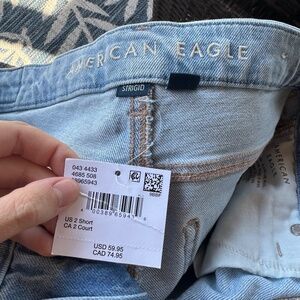 AMERICAN EAGLE
STRIGID
043 4433
4685 508
US 2 Short
CA 2 Court
USD 59.95
CAD 74.95
AMERICAN